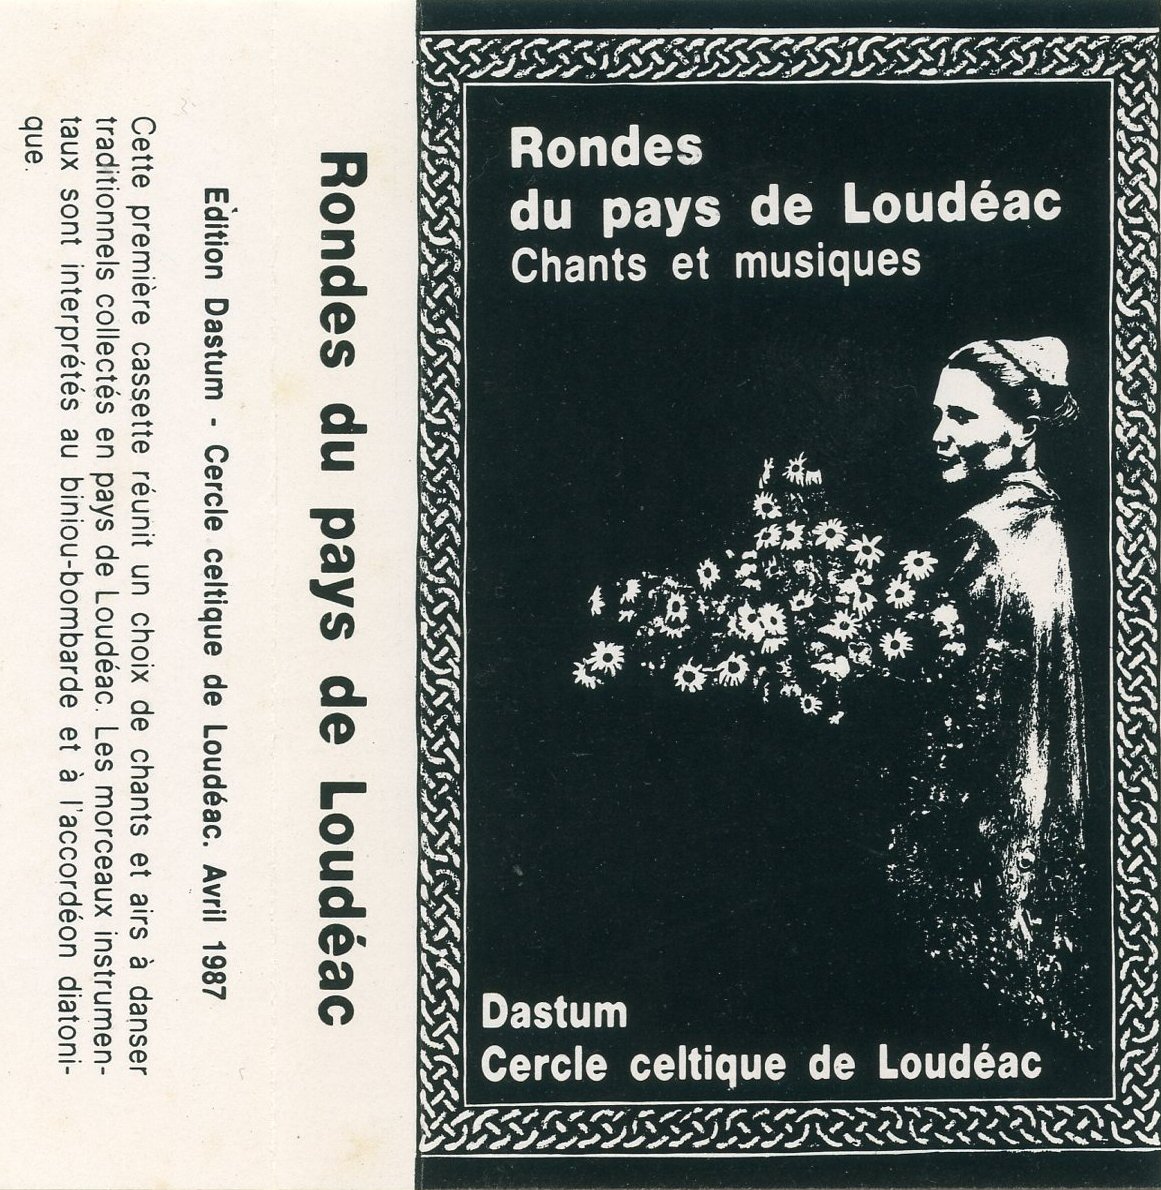 Rondes
du pays de Loudéac
Chants et musiques
Dastum
Cercle celtique de Loudéac
Rondes du pays de Loudéac
Edition Dastum - Cercle celtique de Loudéac. Avril 1987
Cette première cassette réunit un choix de chants et airs à danser
traditionnels collectés en pays de Loudéac. Les morceaux instrumen-
taux sont interprétés au biniou-bombarde et à l'accordéon diatoni-
que.